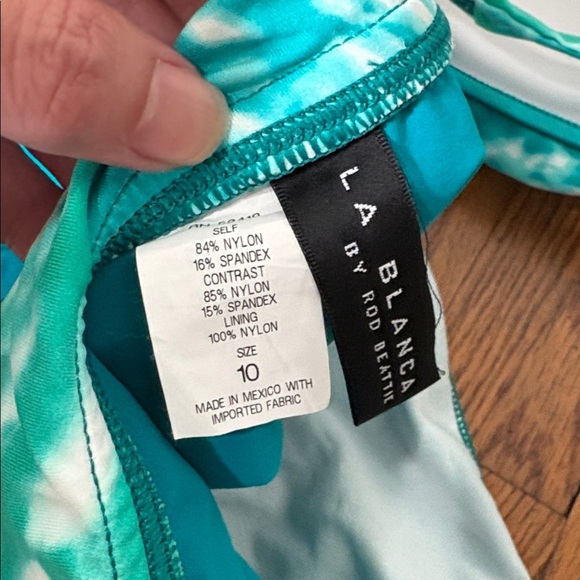 SELF
84% NYLON
16% SPANDEX
CONTRAST
85% NYLON
15% SPANDEX
LINING
100% NYLON
SIZE
10
MADE IN MEXICO WITH
IMPORTED FABRIC
LA BLANCA
BY ROD BEATTIE